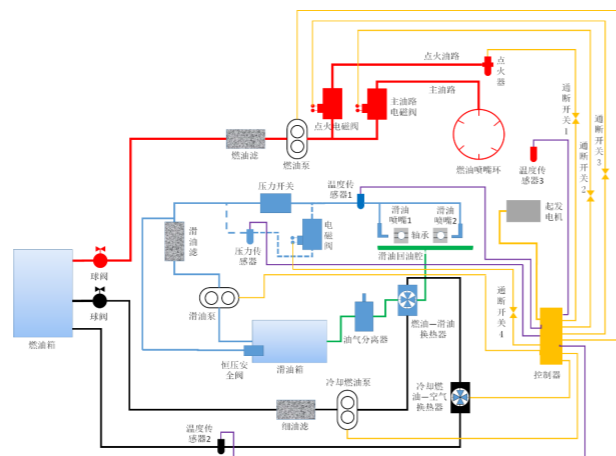 点火油路
点
火
器
主油路
点火电磁阀
主油路
电磁阀
通
断
开
关
1
通
断
开
关
2
通
断
开
关
3
燃油滤
燃油泵
燃油喷嘴环
温度传
感器3
压力开关
温度传
感器1
滑油
喷嘴1
滑油
喷嘴2
轴承
起发
电机
滑
油
滤
电
磁
阀
压力传
感器
滑油回油腔
球阀
球阀
滑油泵
通
断
开
关
4
燃油箱
油气分离器
燃油—滑油
换热器
恒压安
全阀
滑油箱
控制器
冷却燃油泵
冷却燃
油—空气
换热器
细油滤
温度传
感器2